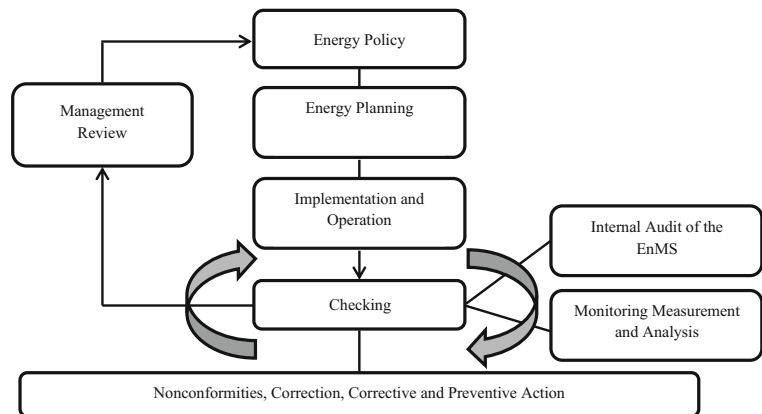 Energy Policy
Management
Review
Energy Planning
Implementation and
Operation
Internal Audit of the
EnMS
Checking
Monitoring Measurement
and Analysis
Nonconformities, Correction, Corrective and Preventive Action